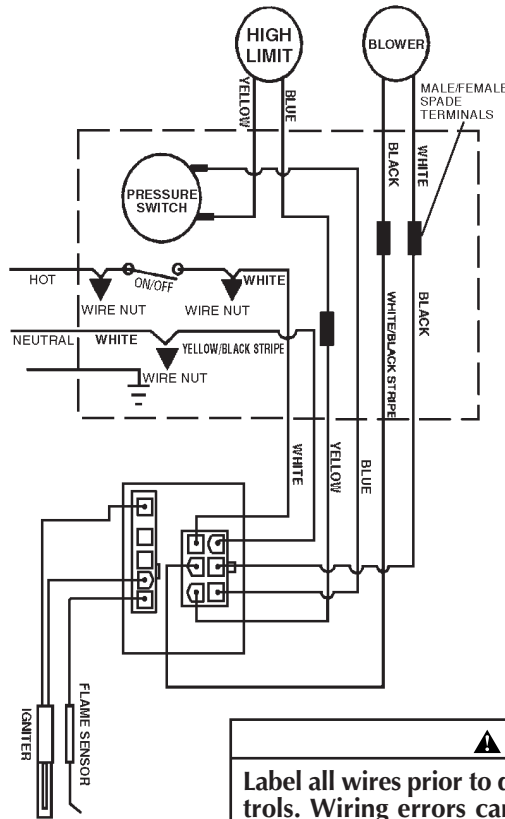 HIGH
LIMIT
BLOWER
YELLOW
BLUE
MALE/FEMALE
SPADE
TERMINALS
BLACK
WHITE
PRESSURE
SWITCH
HOT
ON/OFF
WHITE
WIRE NUT
WIRE NUT
NEUTRAL
WHITE
YELLOW/BLACK STRIPE
WIRE NUT
WHITE/BLACK STRIPE
BLACK
WHITE
YELLOW
BLUE
IGNITER
FLAME SENSOR
Label all wires prior to
trols. Wiring errors can